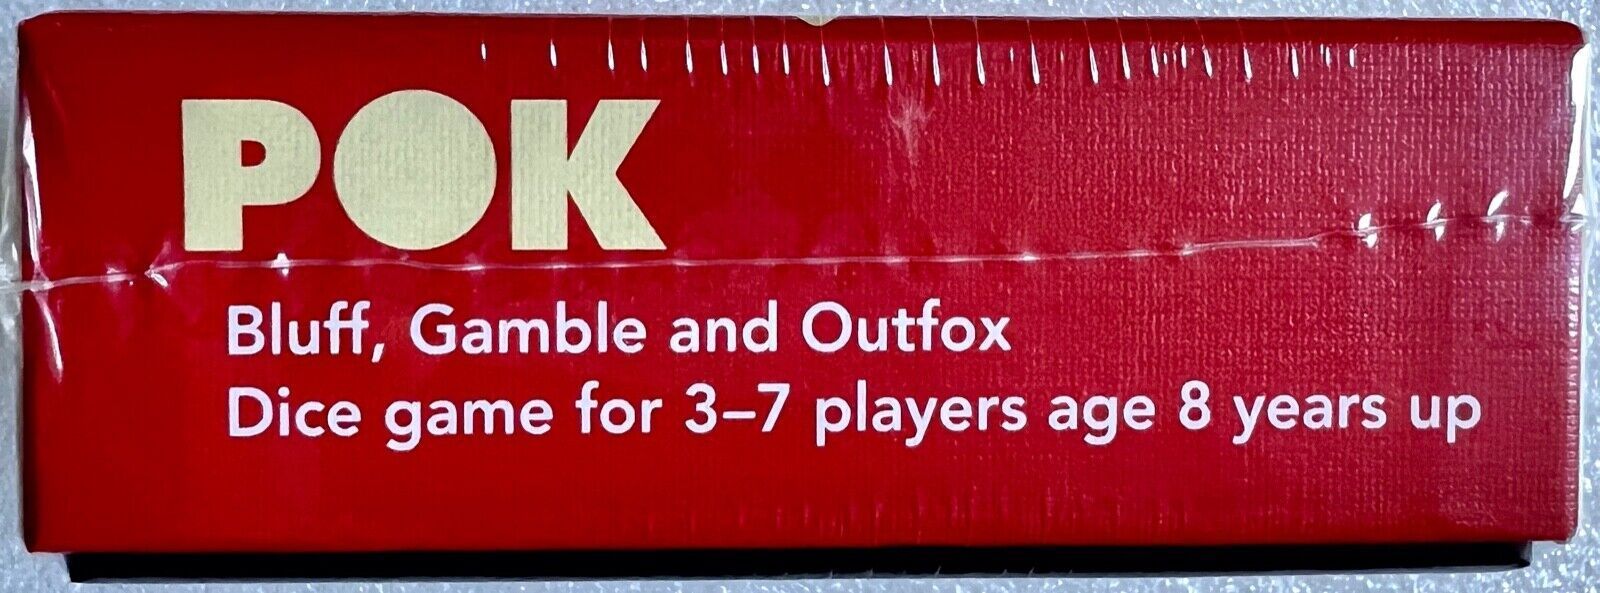 POK
Bluff, Gamble and Outfox
Dice game for 3–7 players age 8 years up